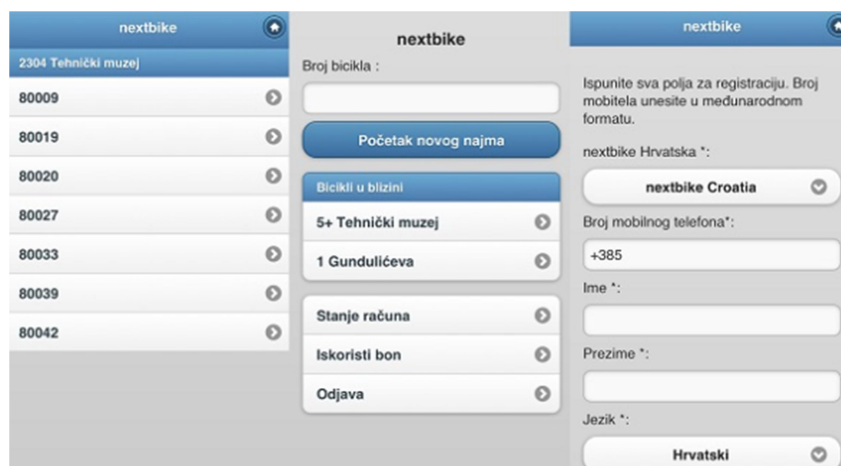 nextbike
2304 Tehnički muzej
80009
80019
80020
80027
80033
80039
80042
nextbike
Broj bicikla :
Početak novog najma
Bicikli u blizini
5+ Tehnički muzej
1 Gundulićeva
Stanje računa
Iskoristi bon
Odjava
nextbike
Ispunite sva polja za registraciju. Broj
mobitela unesite u međunarodnom
formatu.
nextbike Hrvatska *:
nextbike Croatia
Broj mobilnog telefona*:
+385
Ime *:
Prezime *:
Jezik *:
Hrvatski